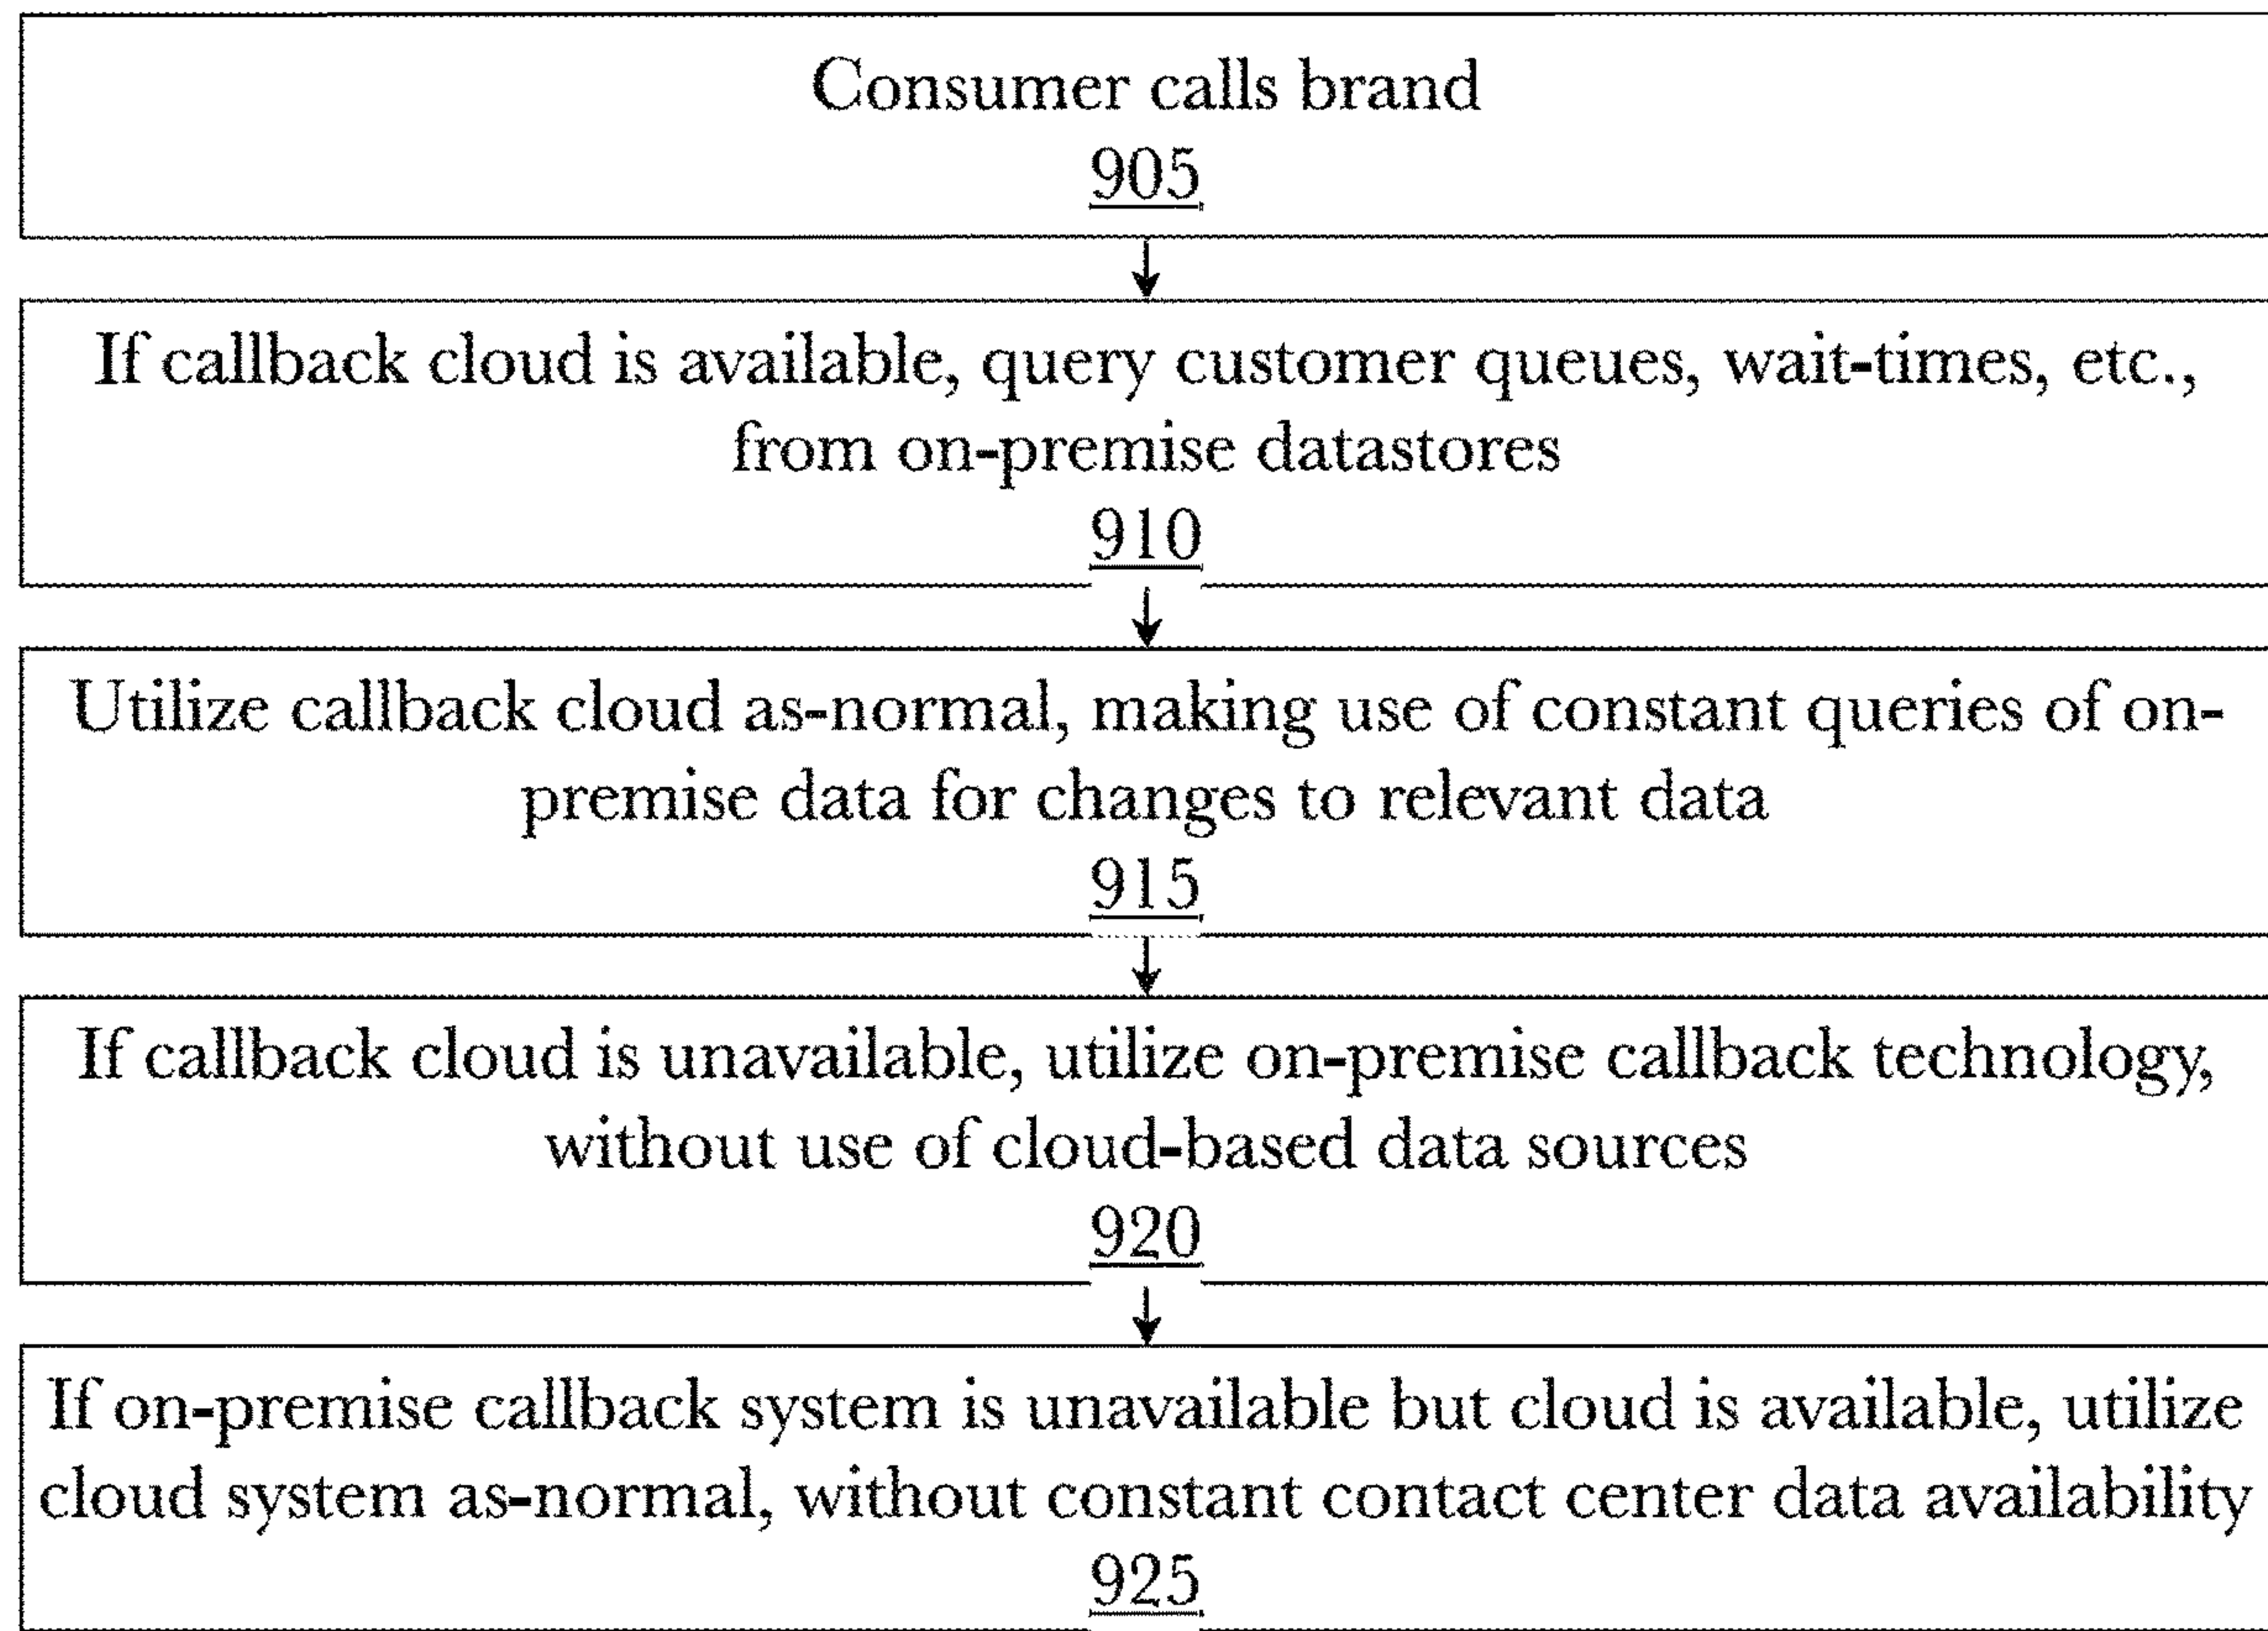 Consumer calls brand
905
If callback cloud is available, query customer queues, wait-times, etc.,
from on-premise datastores
910
Utilize callback cloud as-normal, making use of constant queries of on-
premise data for changes to relevant data
915
If callback cloud is unavailable, utilize on-premise callback technology,
without use of cloud-based data sources
920
If on-premise callback system is unavailable but cloud is available, utilize
cloud system as-normal, without constant contact center data availability
925